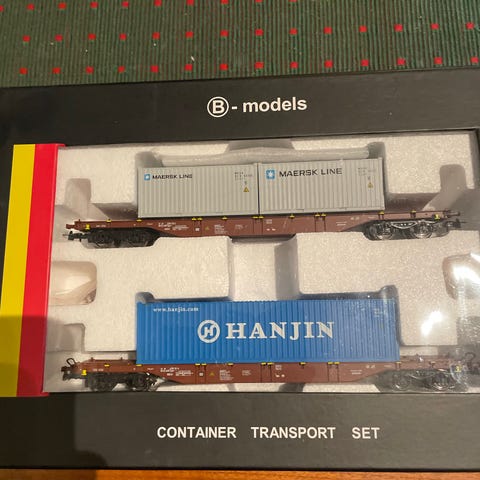 B - models
MAERSK LINE
MAERSK LINE
www.hanjin.com
H HANJIN
CONTAINER TRANSPORT SET